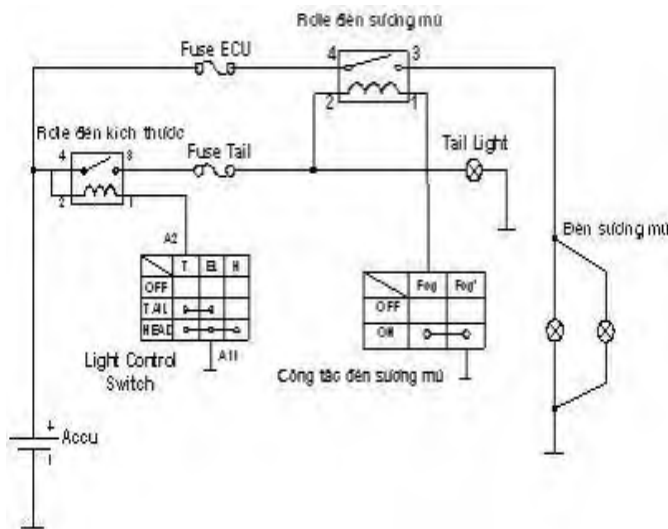 Rơle đèn sương mù
Fuse ECU
4
3
2
1
Rơle đèn kích thước
Fuse Tail
Tail Light
4
3
2
1
Đèn sương mù
A2
T
EL
H
OFF
TAIL
HEAD
A11
Fog
Fog'
OFF
ON
Light Control
Switch
Công tắc đèn sương mù
+
Accu